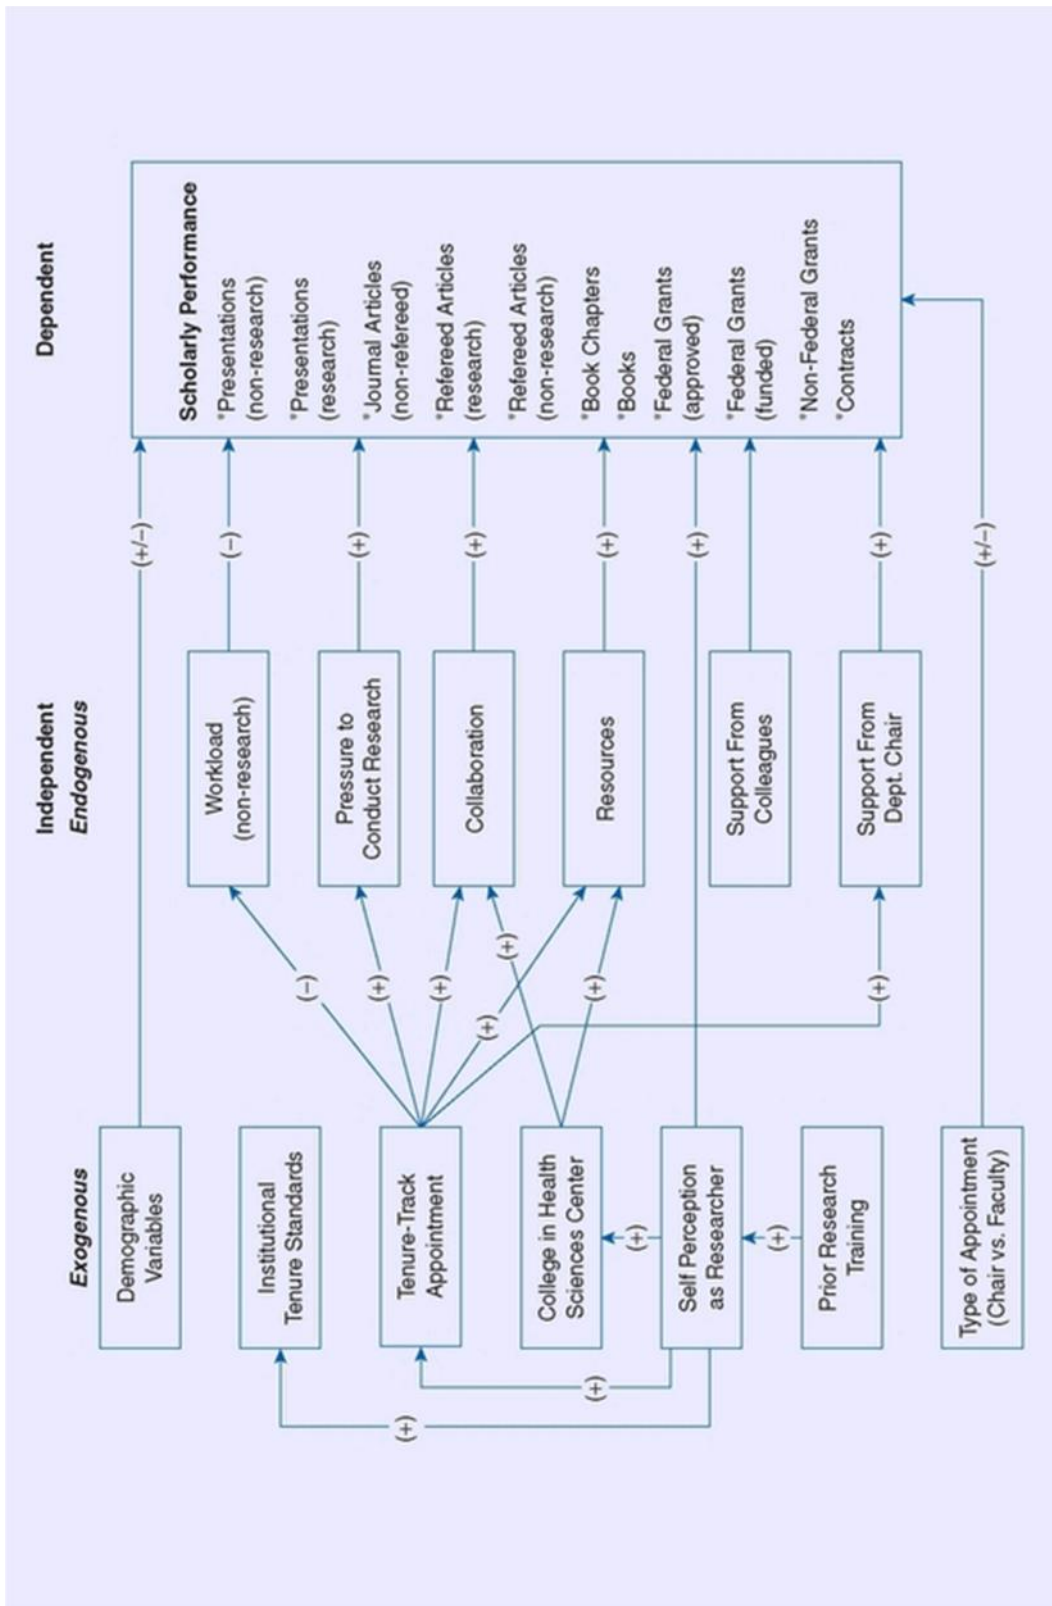 Exogenous
Independent
Endogenous
Dependent
Demographic
Variables
Institutional
Tenure Standards
Tenure-Track
Appointment
College in Health
Sciences Center
Self Perception
as Researcher
Prior Research
Training
Type of Appointment
(Chair vs. Faculty)
(+)
(+)
(+)
(+)
(–)
(+)
(+)
(+)
(+)
(+)
(+)
Workload
(non-research)
Pressure to
Conduct Research
Collaboration
Resources
Support From
Colleagues
Support From
Dept. Chair
(+/–)
(–)
(+)
(+)
(+)
(+)
(+)
(+/–)
Scholarly Performance
*Presentations
(non-research)
*Presentations
(research)
*Journal Articles
(non-refereed)
*Refereed Articles
(research)
*Refereed Articles
(non-research)
*Book Chapters
*Books
*Federal Grants
(approved)
*Federal Grants
(funded)
*Non-Federal Grants
*Contracts